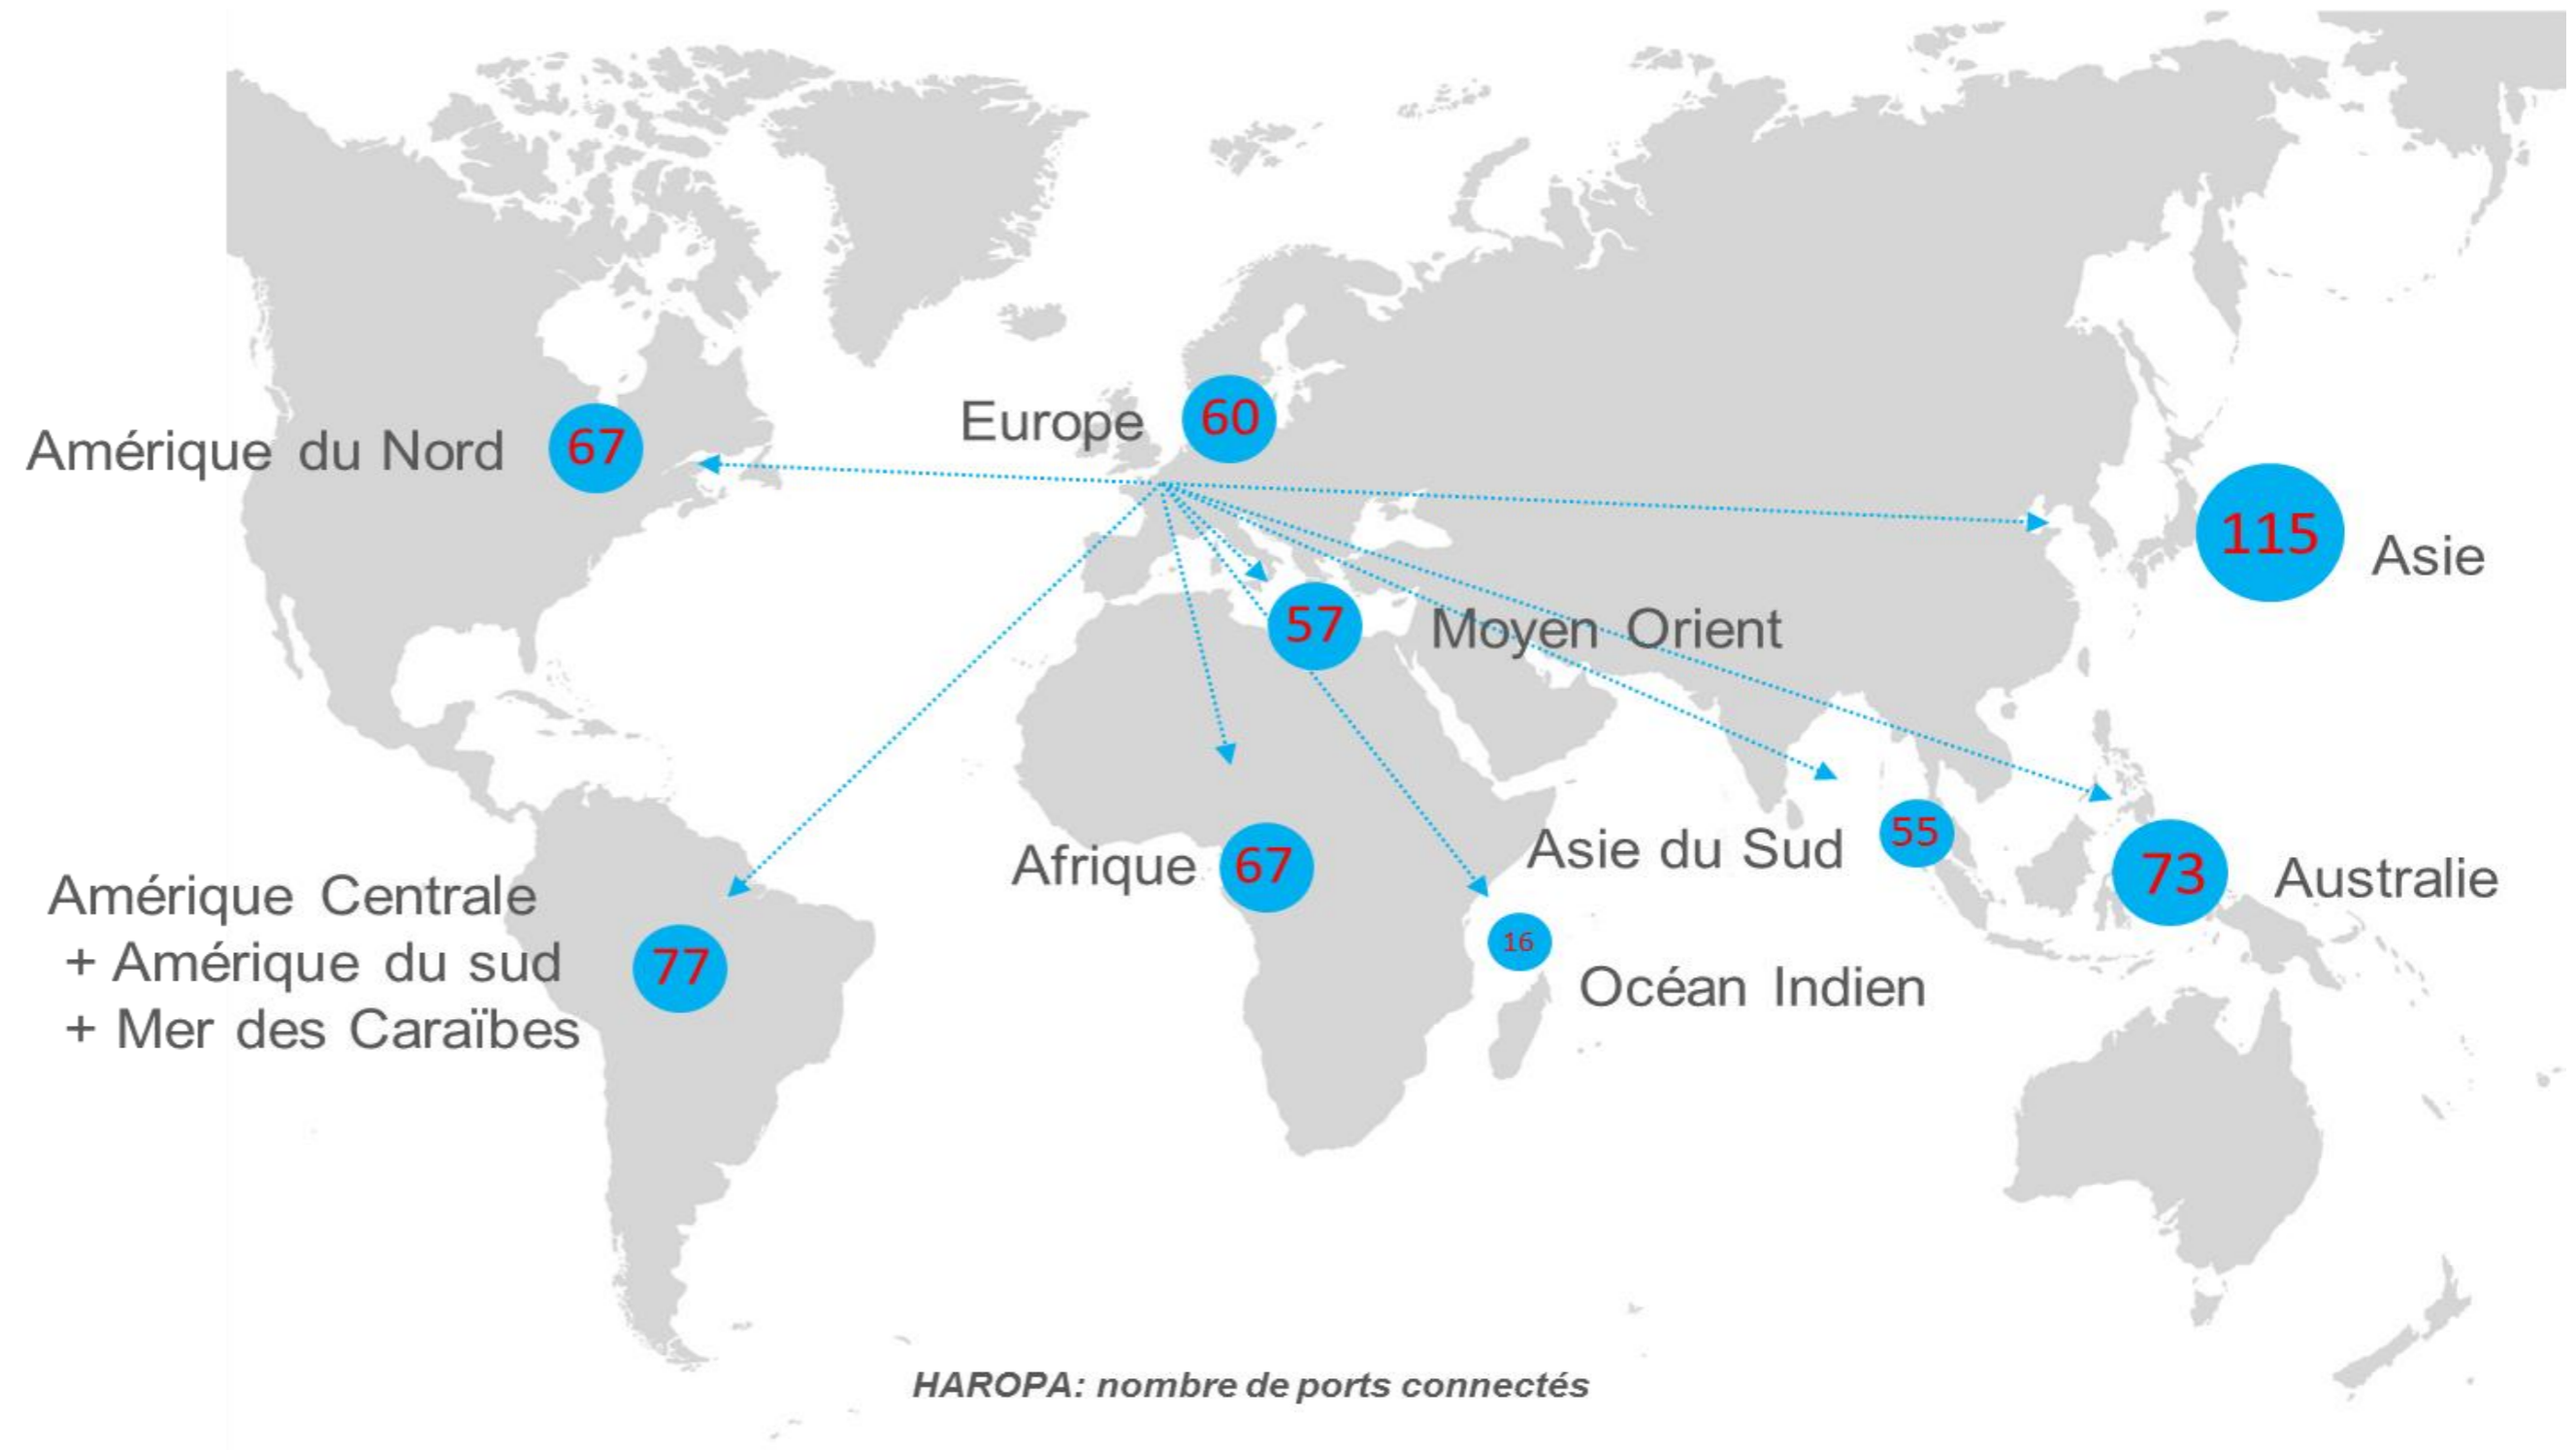 Europe 60
Amérique du Nord 67
115 Asie
57 Moyen Orient
Afrique 67
Asie du Sud 55
73 Australie
Amérique Centrale
+ Amérique du sud
+ Mer des Caraïbes
77
16
Océan Indien
HAROPA: nombre de ports connectés